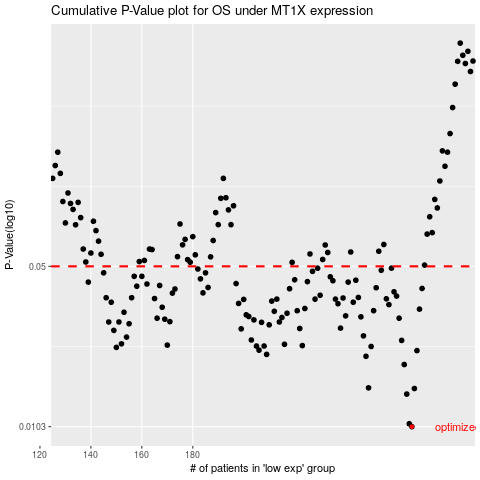 Cumulative P-Value plot for OS under MT1X expression
P-Value(log10)
0.05
0.0103
optimize
120 140 160 180
# of patients in 'low exp' group